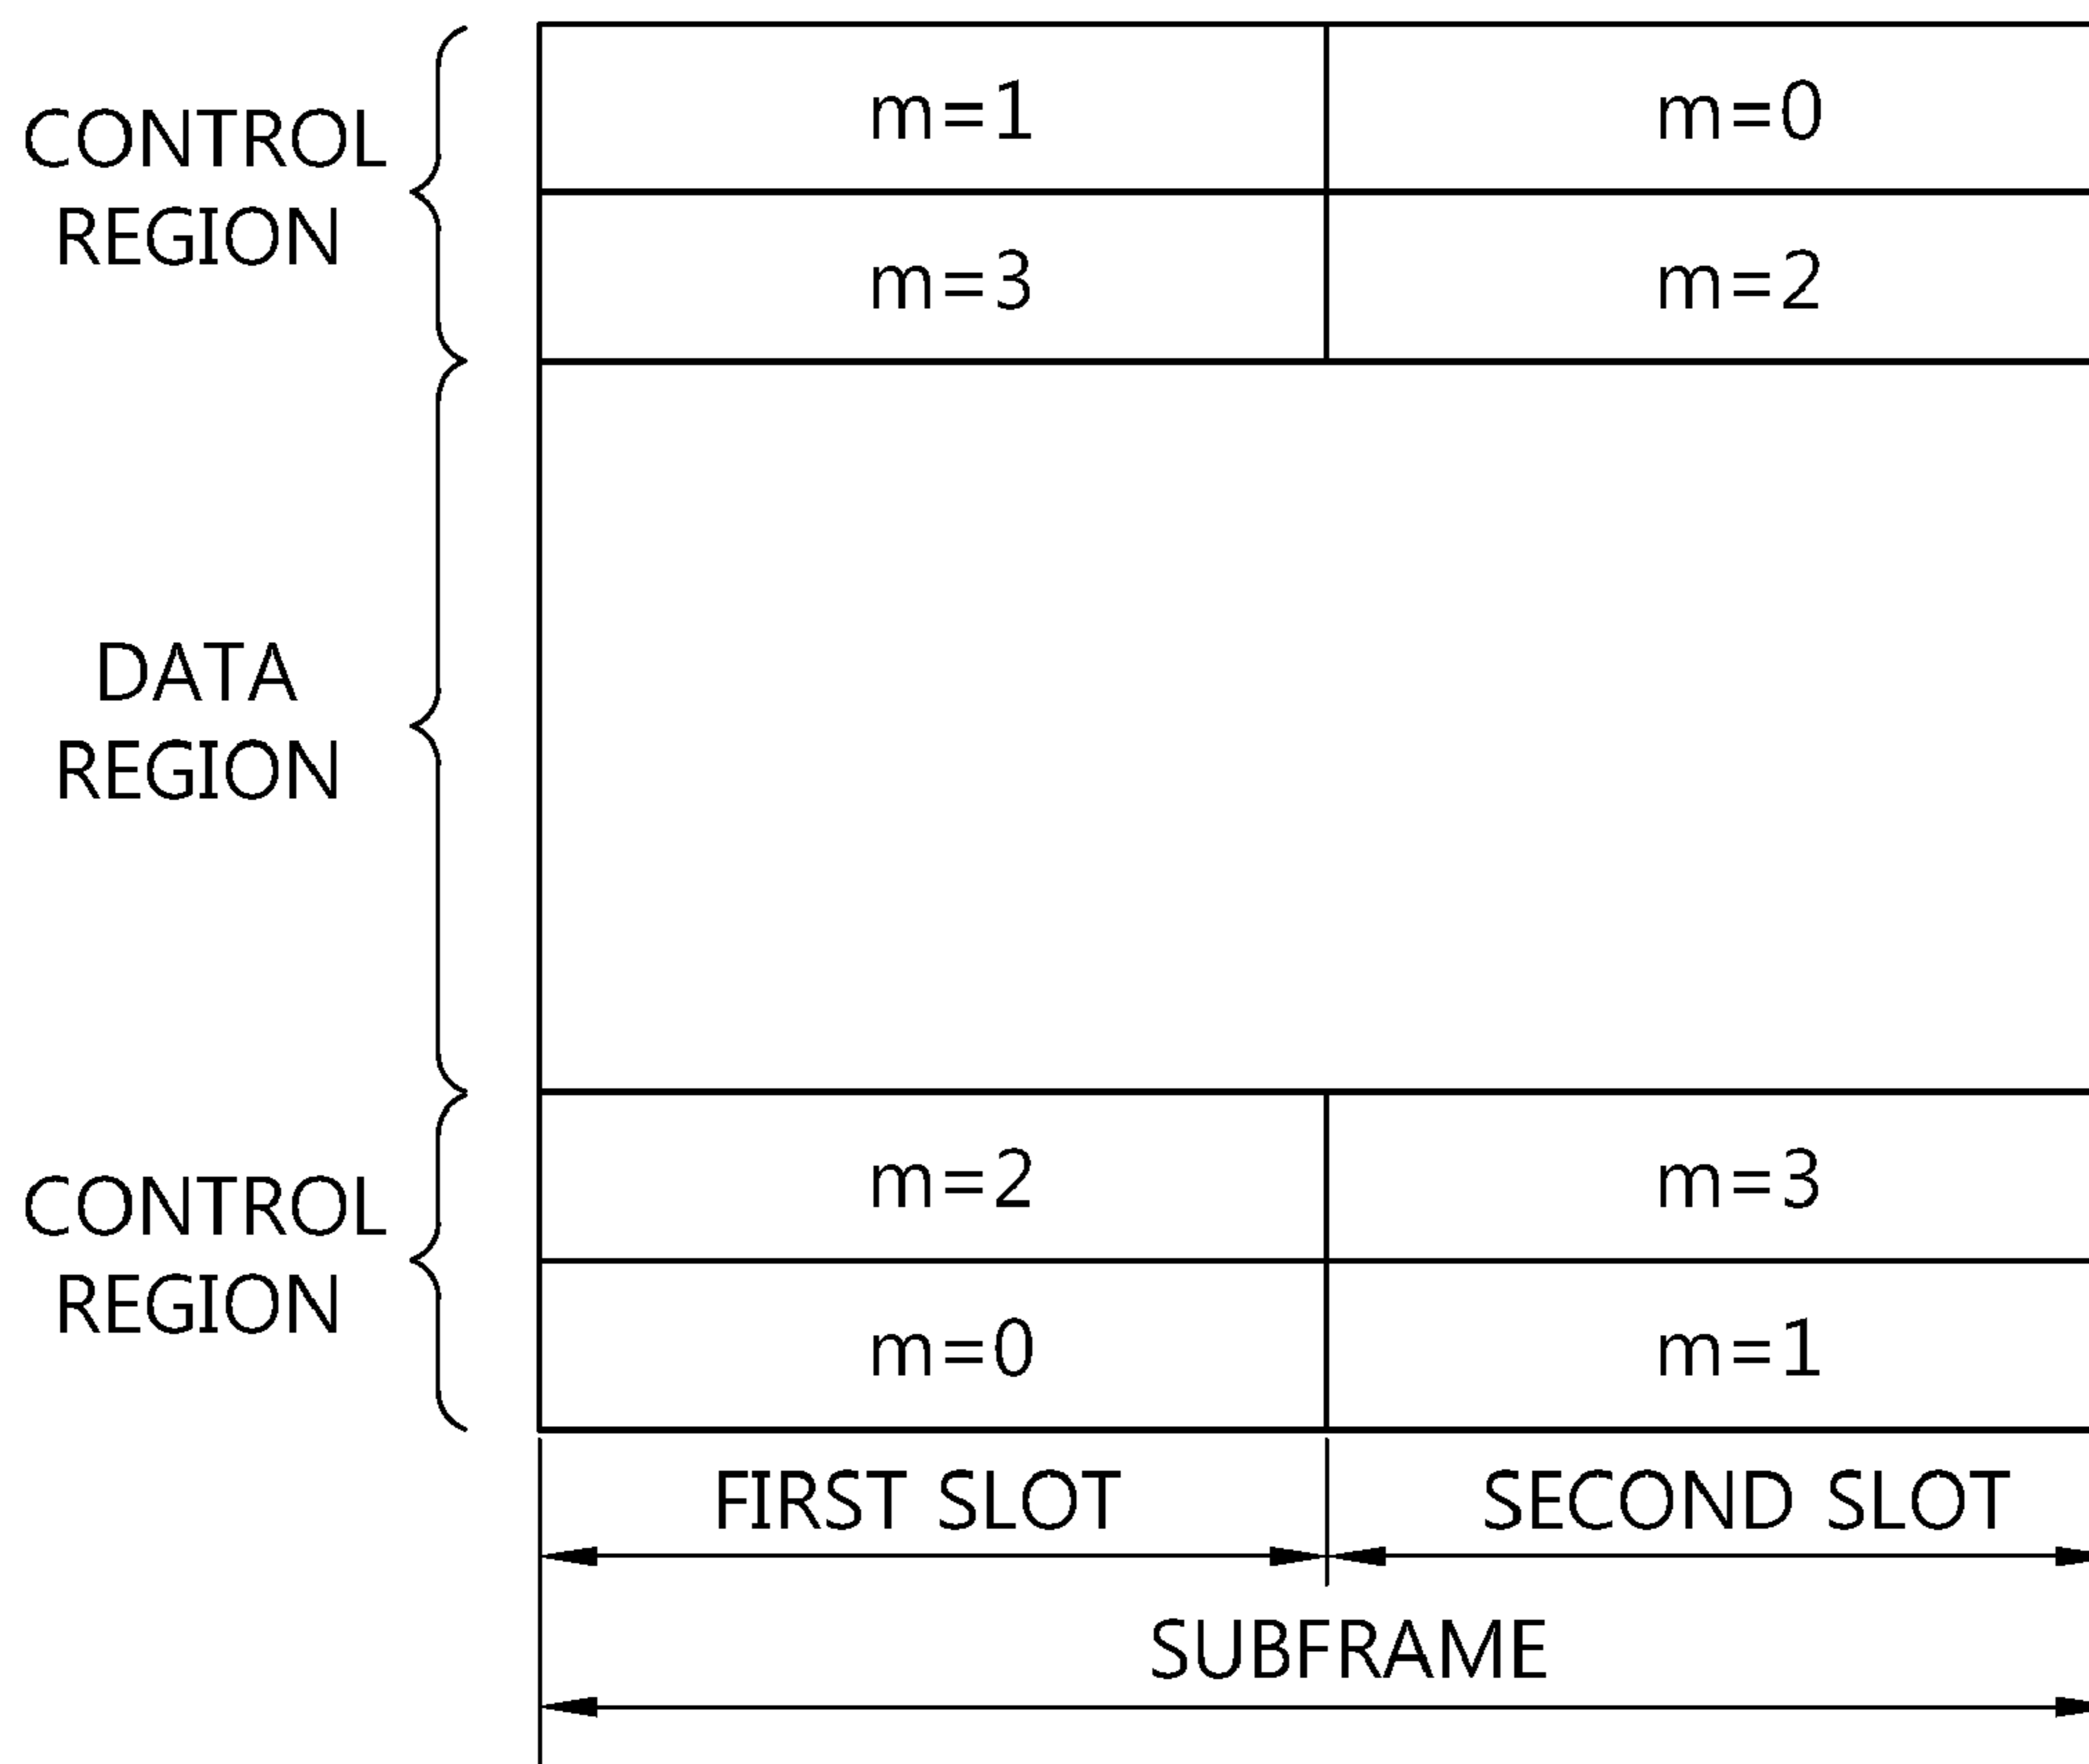 CONTROL
REGION
m=1 m=0
m=3 m=2
DATA
REGION
CONTROL
REGION
m=2 m=3
m=0 m=1
FIRST SLOT SECOND SLOT
SUBFRAME